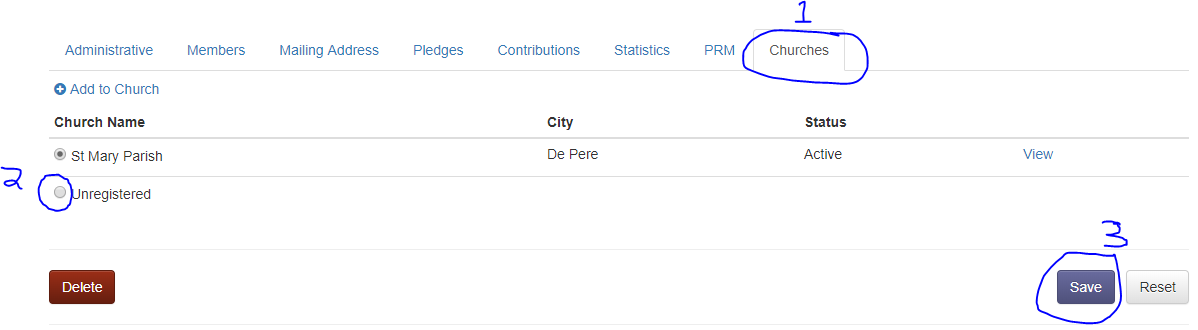 1
Administrative Members Mailing Address Pledges Contributions Statistics PRM Churches
Add to Church
Church Name City Status
St Mary Parish De Pere Active View
2 Unregistered
3
Delete Save Reset